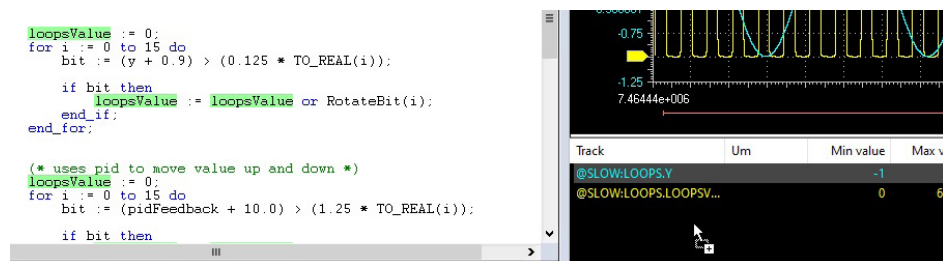 loopsValue := 0;
for i := 0 to 15 do
bit := (y + 0.9) > (0.125 * TO_REAL(i));
if bit then
loopsValue := loopsValue or RotateBit(i);
end_if;
end_for;
(* uses pid to move value up and down *)
loopsValue := 0;
for i := 0 to 15 do
bit := (pidFeedback + 10.0) > (1.25 * TO_REAL(i));
if bit then
-0.75
-1.25
7.46444e+006
Track Um Min value Max v
@SLOW:LOOPS.Y -1
@SLOW:LOOPS.LOOPSV... 0 6